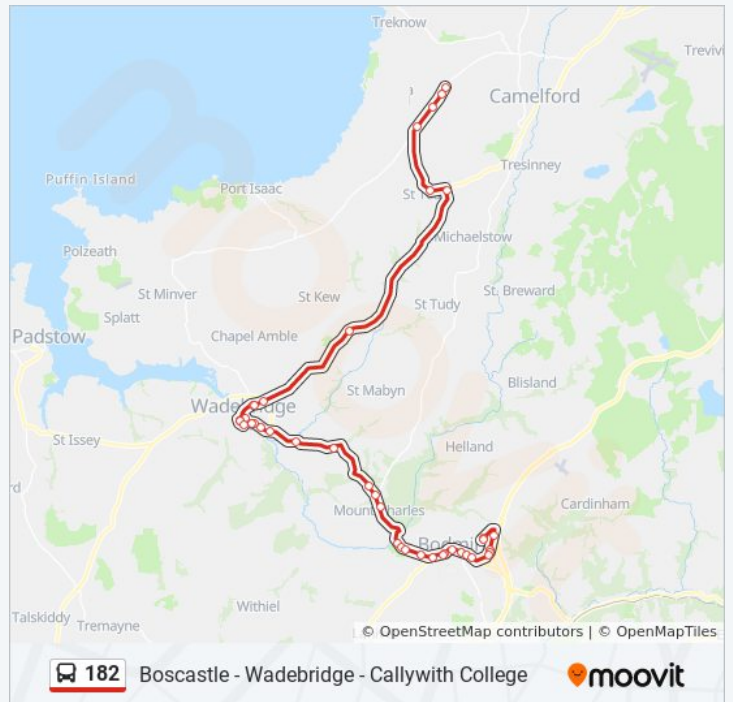 Treknow
Trevivi
Camelford
Tresinney
Puffin Island
Port Isaac
St T
Michaelstow
Polzeath
St Minver
St Kew
St. Breward
St Tudy
Splatt
Chapel Amble
Padstow
Blisland
St Mabyn
Wadebridge
St Issey
Helland
rd
Cardinham
Mount Charles
Bodmin
Withiel
Talskiddy
Tremayne
© OpenStreetMap contributors | © OpenMapTiles
182 Boscastle - Wadebridge - Callywith College
moovit